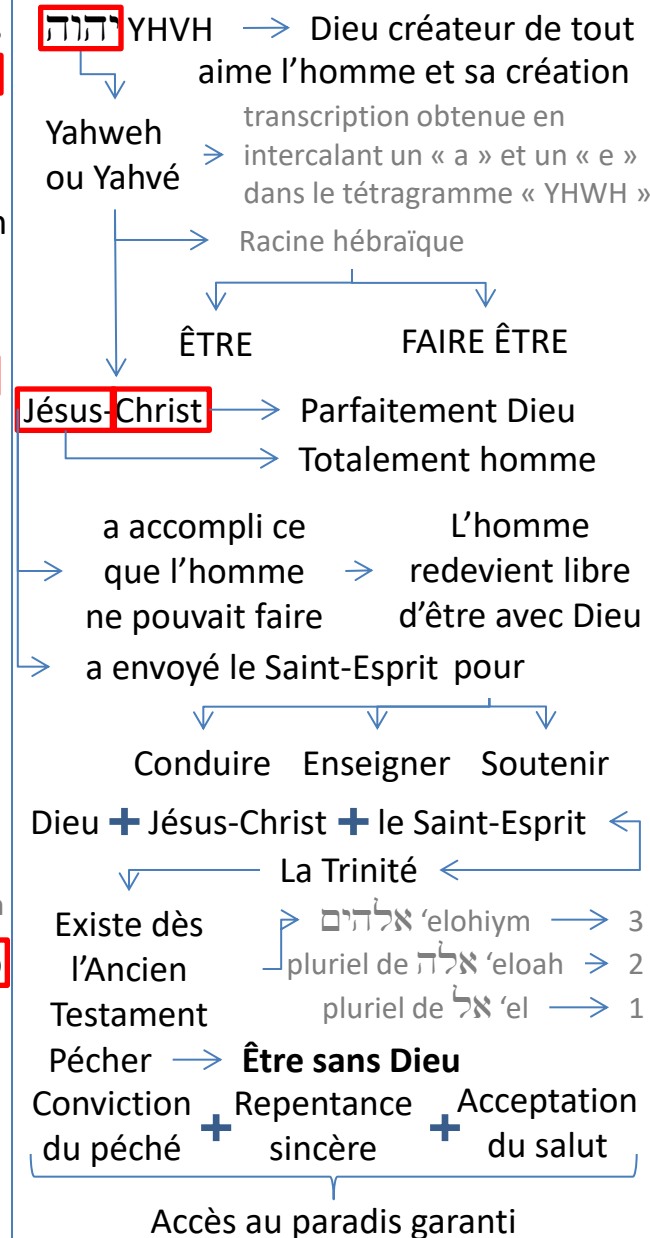 יהוה YHVH → Dieu créateur de tout
aime l’homme et sa création
Yahweh
ou Yahvé
transcription obtenue en
intercalant un « a » et un « e »
dans le tétragramme « YHWH »
Racine hébraïque
ÊTRE
FAIRE ÊTRE
Jésus-Christ → Parfaitement Dieu
Totalement homme
a accompli ce
que l’homme
ne pouvait faire
L’homme
redevient libre
d’être avec Dieu
a envoyé le Saint-Esprit pour
Conduire Enseigner Soutenir
Dieu + Jésus-Christ + le Saint-Esprit
La Trinité
Existe dès
l’Ancien
Testament
אלהים ‘elohiym → 3
pluriel de אלה ‘eloah → 2
pluriel de אל ‘el → 1
Pécher → Être sans Dieu
Conviction
du péché
+
Repentance
sincère
+
Acceptation
du salut
Accès au paradis garanti